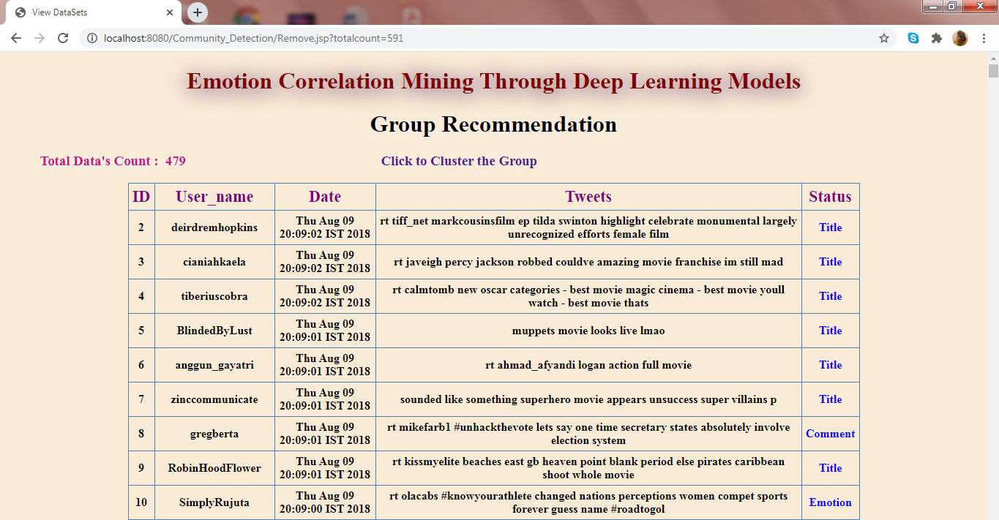 View DataSets
localhost:8080/Community_Detection/Remove.jsp?totalcount=591
Emotion Correlation Mining Through Deep Learning Models
Group Recommendation
Total Data's Count : 479 Click to Cluster the Group
ID User_name Date Tweets Status
2 deirdremhopkins Thu Aug 09 20:09:02 IST 2018 rt tiff_net markcousinsfilm ep tilda swinton highlight celebrate monumental largely unrecognized efforts female film Title
3 cianiahkaela Thu Aug 09 20:09:02 IST 2018 rt javeigh percy jackson robbed couldve amazing movie franchise im still mad Title
4 tiberiuscobra Thu Aug 09 20:09:02 IST 2018 rt calmtomb new oscar categories - best movie magic cinema - best movie youll watch - best movie thats Title
5 BlindedByLust Thu Aug 09 20:09:01 IST 2018 muppets movie looks live lmao Title
6 anggun_gayatri Thu Aug 09 20:09:01 IST 2018 rt ahmad_afyandi logan action full movie Title
7 zinccommunicate Thu Aug 09 20:09:01 IST 2018 sounded like something superhero movie appears unsuccess super villains p Title
8 gregberta Thu Aug 09 20:09:01 IST 2018 rt mikefarb1 #unhackthevote lets say one time secretary states absolutely involve election system Comment
9 RobinHoodFlower Thu Aug 09 20:09:01 IST 2018 rt kissmyelite beaches east gb heaven point blank period else pirates caribbean shoot whole movie Title
10 SimplyRujuta Thu Aug 09 20:09:00 IST 2018 rt olacabs #knowyourathlete changed nations perceptions women compet sports forever guess name #roadtogol Emotion